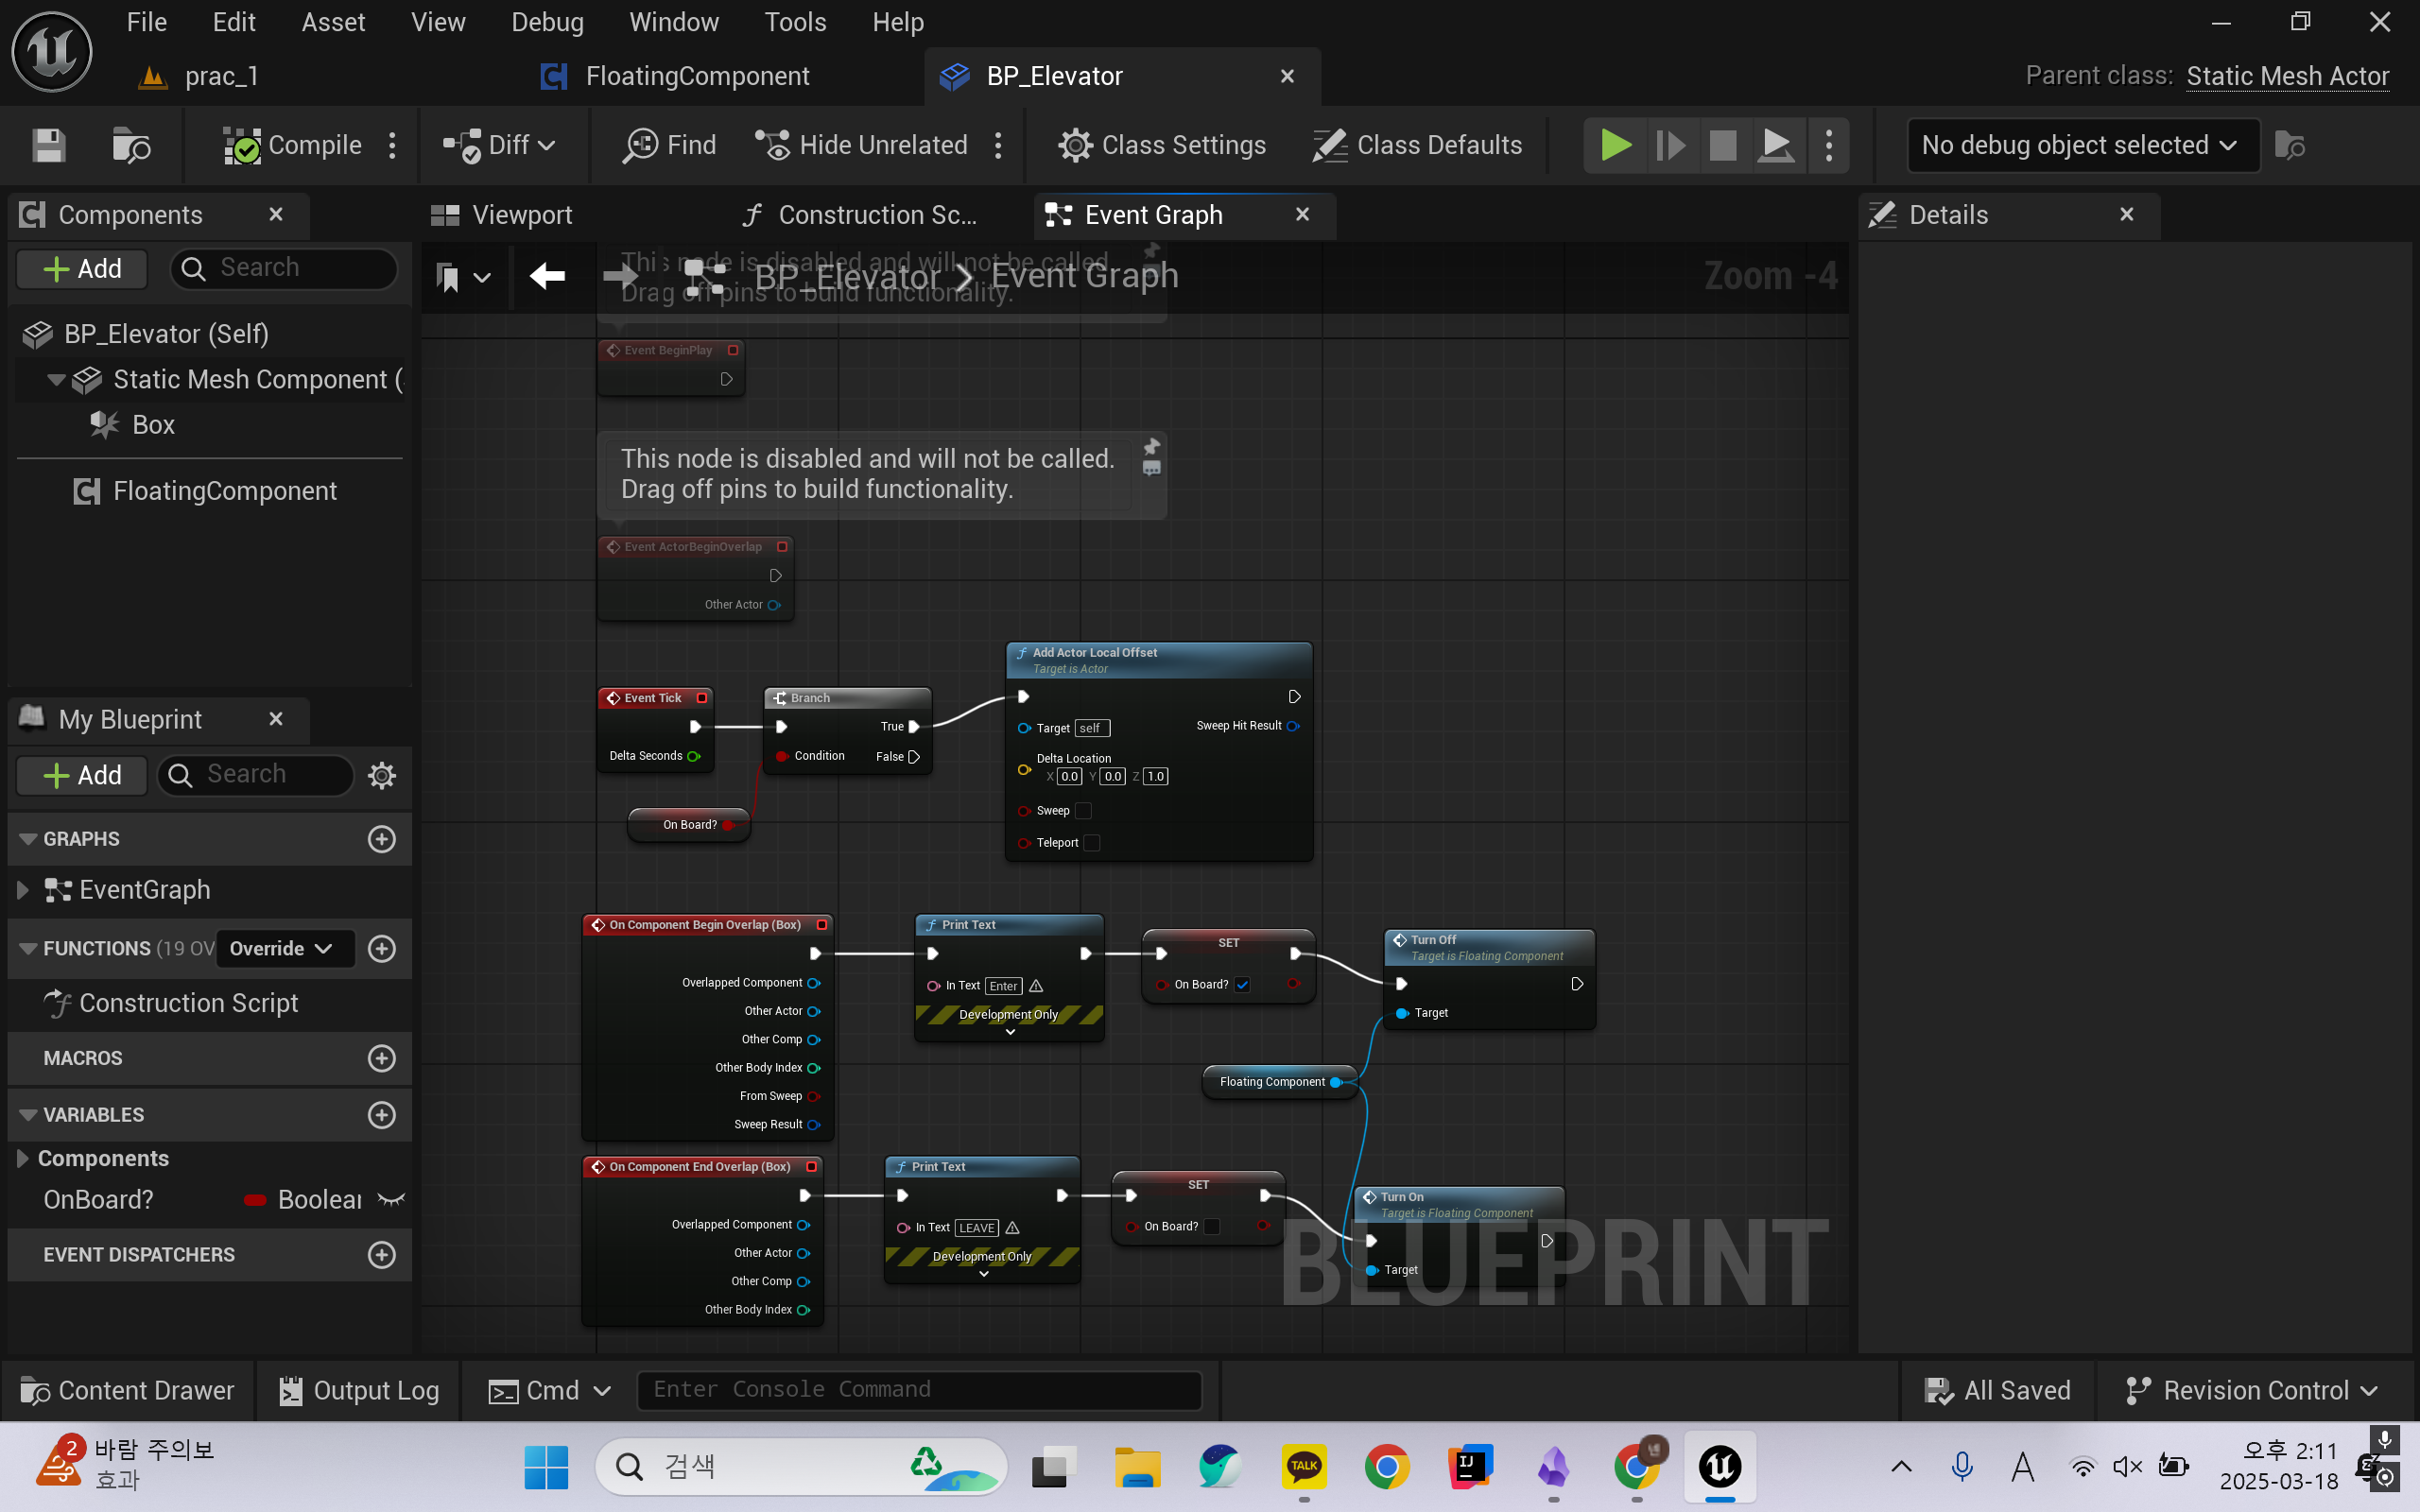 File Edit Asset View Debug Window Tools Help
prac_1 FloatingComponent BP_Elevator Parent class: Static Mesh Actor
Compile Diff Find Hide Unrelated Class Settings Class Defaults No debug object selected
Components Viewport Construction Sc... Event Graph Details
Add Search
This node is disabled and will not be called.
Drag off pins to build functionality.
BP_Elevator > Event Graph Zoom -4
BP_Elevator (Self)
Static Mesh Component (
Box
FloatingComponent
Event BeginPlay
This node is disabled and will not be called.
Drag off pins to build functionality.
Event ActorBeginOverlap
Other Actor
Event Tick
Delta Seconds
Branch
True
Condition False
On Board?
Add Actor Local Offset
Target is Actor
Target self Sweep Hit Result
Delta Location
X 0.0 Y 0.0 Z 1.0
Sweep
Teleport
My Blueprint
Add Search
GRAPHS
EventGraph
FUNCTIONS (19 OV Override
Construction Script
MACROS
VARIABLES
Components
OnBoard? Boolear
EVENT DISPATCHERS
On Component Begin Overlap (Box)
Overlapped Component
Other Actor
Other Comp
Other Body Index
From Sweep
Sweep Result
Print Text
In Text Enter
Development Only
SET
On Board?
Turn Off
Target is Floating Component
Target
Floating Component
On Component End Overlap (Box)
Overlapped Component
Other Actor
Other Comp
Other Body Index
Print Text
In Text LEAVE
Development Only
SET
On Board?
Turn On
Target is Floating Component
Target
BLUEPRINT
Content Drawer Output Log Cmd Enter Console Command All Saved Revision Control
2 바람 주의보
효과
검색
TALK
IJ
A
오후 2:11
2025-03-18